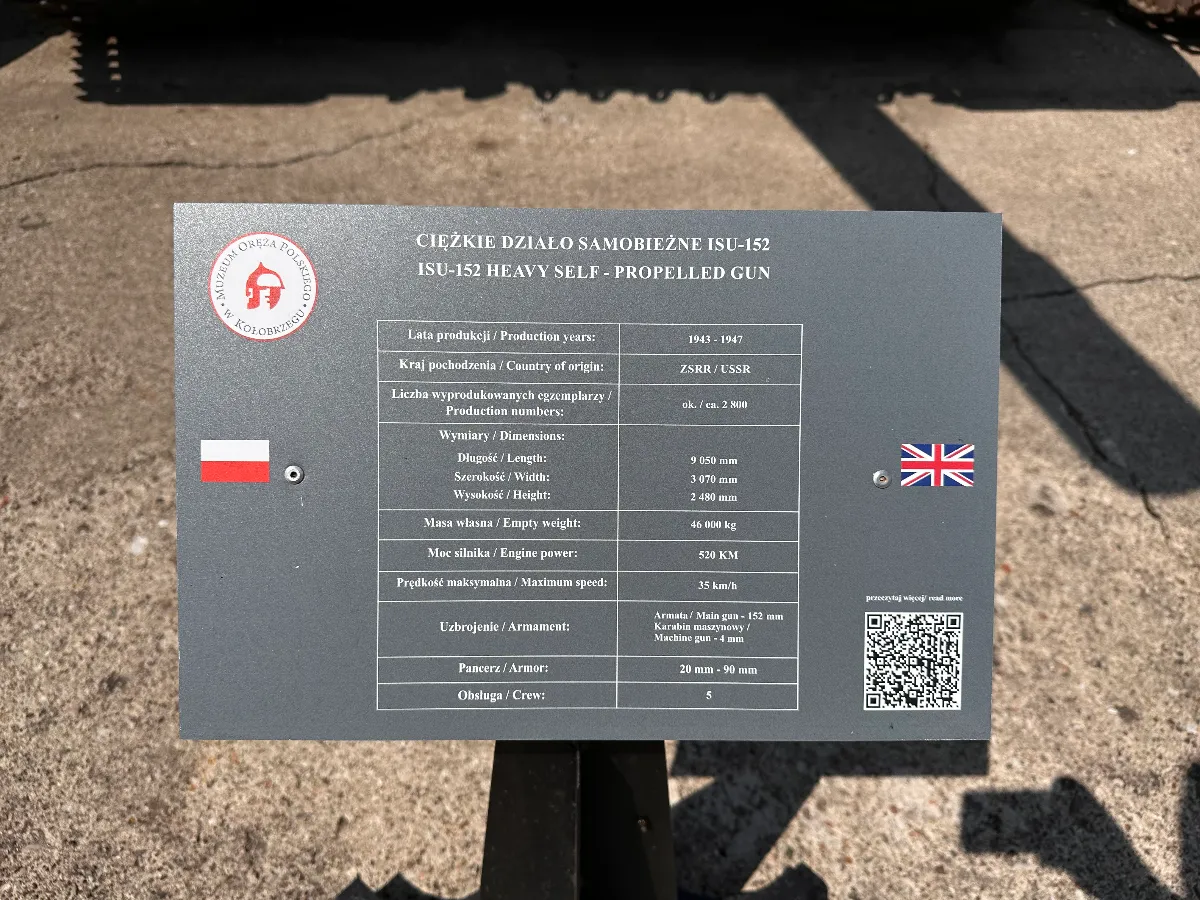 MUZEUM ORĘŻA POLSKIEGO
• W KOŁOBRZEGU •
CIĘŻKIE DZIAŁO SAMOBIEŻNE ISU-152
ISU-152 HEAVY SELF - PROPELLED GUN
Lata produkcji / Production years: 1943 - 1947
Kraj pochodzenia / Country of origin: ZSRR / USSR
Liczba wyprodukowanych egzemplarzy /
Production numbers: ok. / ca. 2 800
Wymiary / Dimensions:
Długość / Length: 9 050 mm
Szerokość / Width: 3 070 mm
Wysokość / Height: 2 480 mm
Masa własna / Empty weight: 46 000 kg
Moc silnika / Engine power: 520 KM
Prędkość maksymalna / Maximum speed: 35 km/h
Uzbrojenie / Armament:
Armata / Main gun - 152 mm
Karabin maszynowy /
Machine gun - 4 mm
Pancerz / Armor: 20 mm - 90 mm
Obsługa / Crew: 5
przeczytaj więcej/ read more